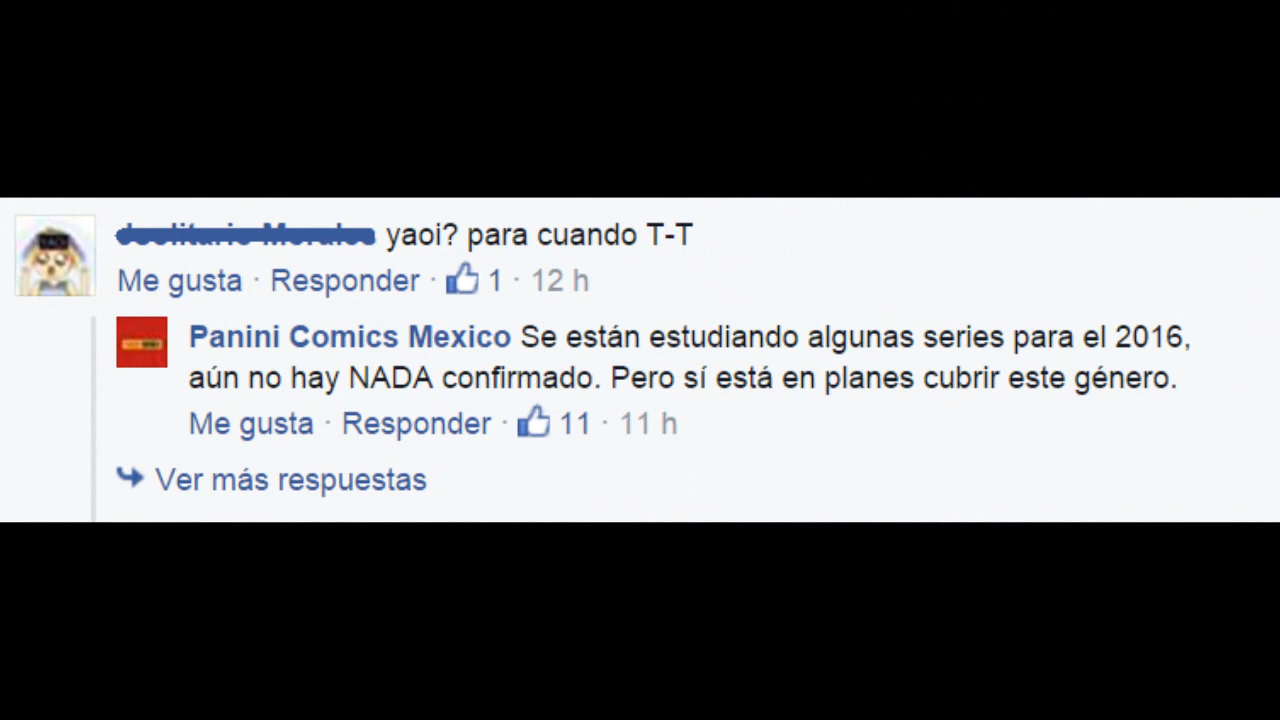 yaoi? para cuando T-T
Me gusta · Responder · 1 · 12 h
Panini Comics Mexico Se están estudiando algunas series para el 2016,
aún no hay NADA confirmado. Pero sí está en planes cubrir este género.
Me gusta · Responder · 11 · 11 h
Ver más respuestas